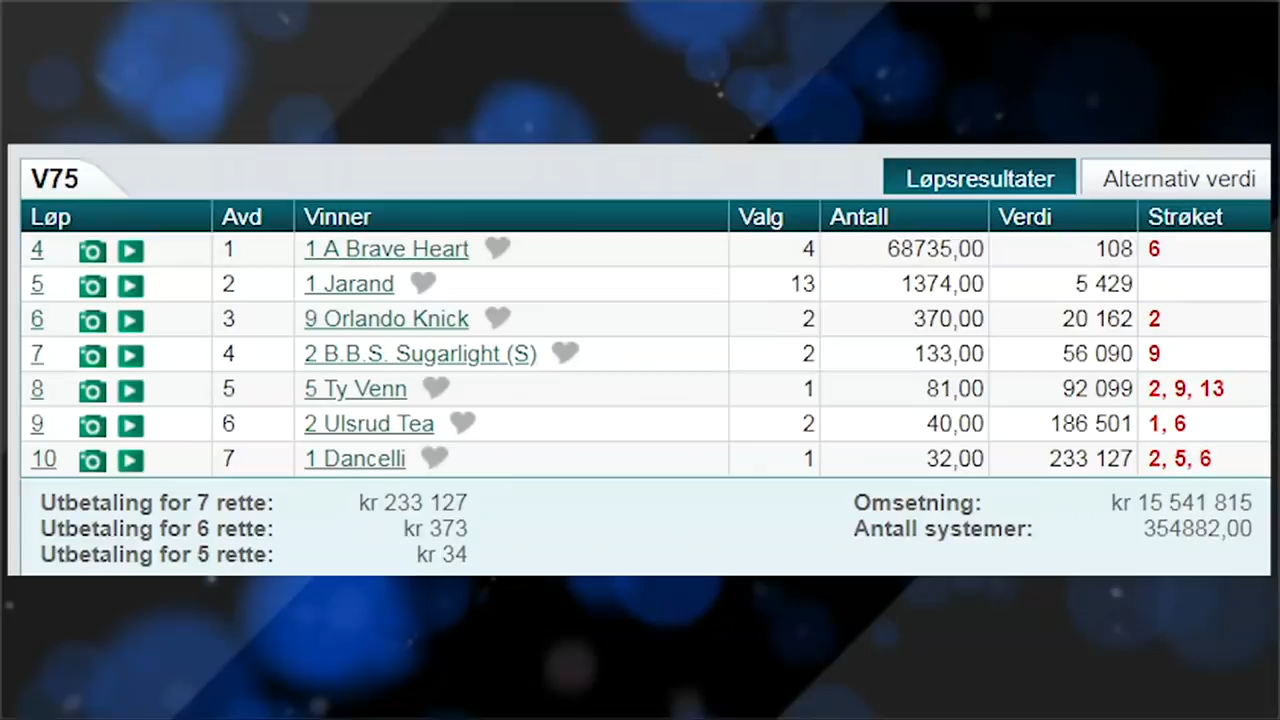 V75 Løpsresultater Alternativ verdi
Løp Avd Vinner Valg Antall Verdi Strøket
4 1 1 A Brave Heart 4 68735,00 108 6
5 2 1 Jarand 13 1374,00 5 429
6 3 9 Orlando Knick 2 370,00 20 162 2
7 4 2 B.B.S. Sugarlight (S) 2 133,00 56 090 9
8 5 5 Ty Venn 1 81,00 92 099 2, 9, 13
9 6 2 Ulsrud Tea 2 40,00 186 501 1, 6
10 7 1 Dancelli 1 32,00 233 127 2, 5, 6
Utbetaling for 7 rette: kr 233 127 Omsetning: kr 15 541 815
Utbetaling for 6 rette: kr 373 Antall systemer: 354882,00
Utbetaling for 5 rette: kr 34